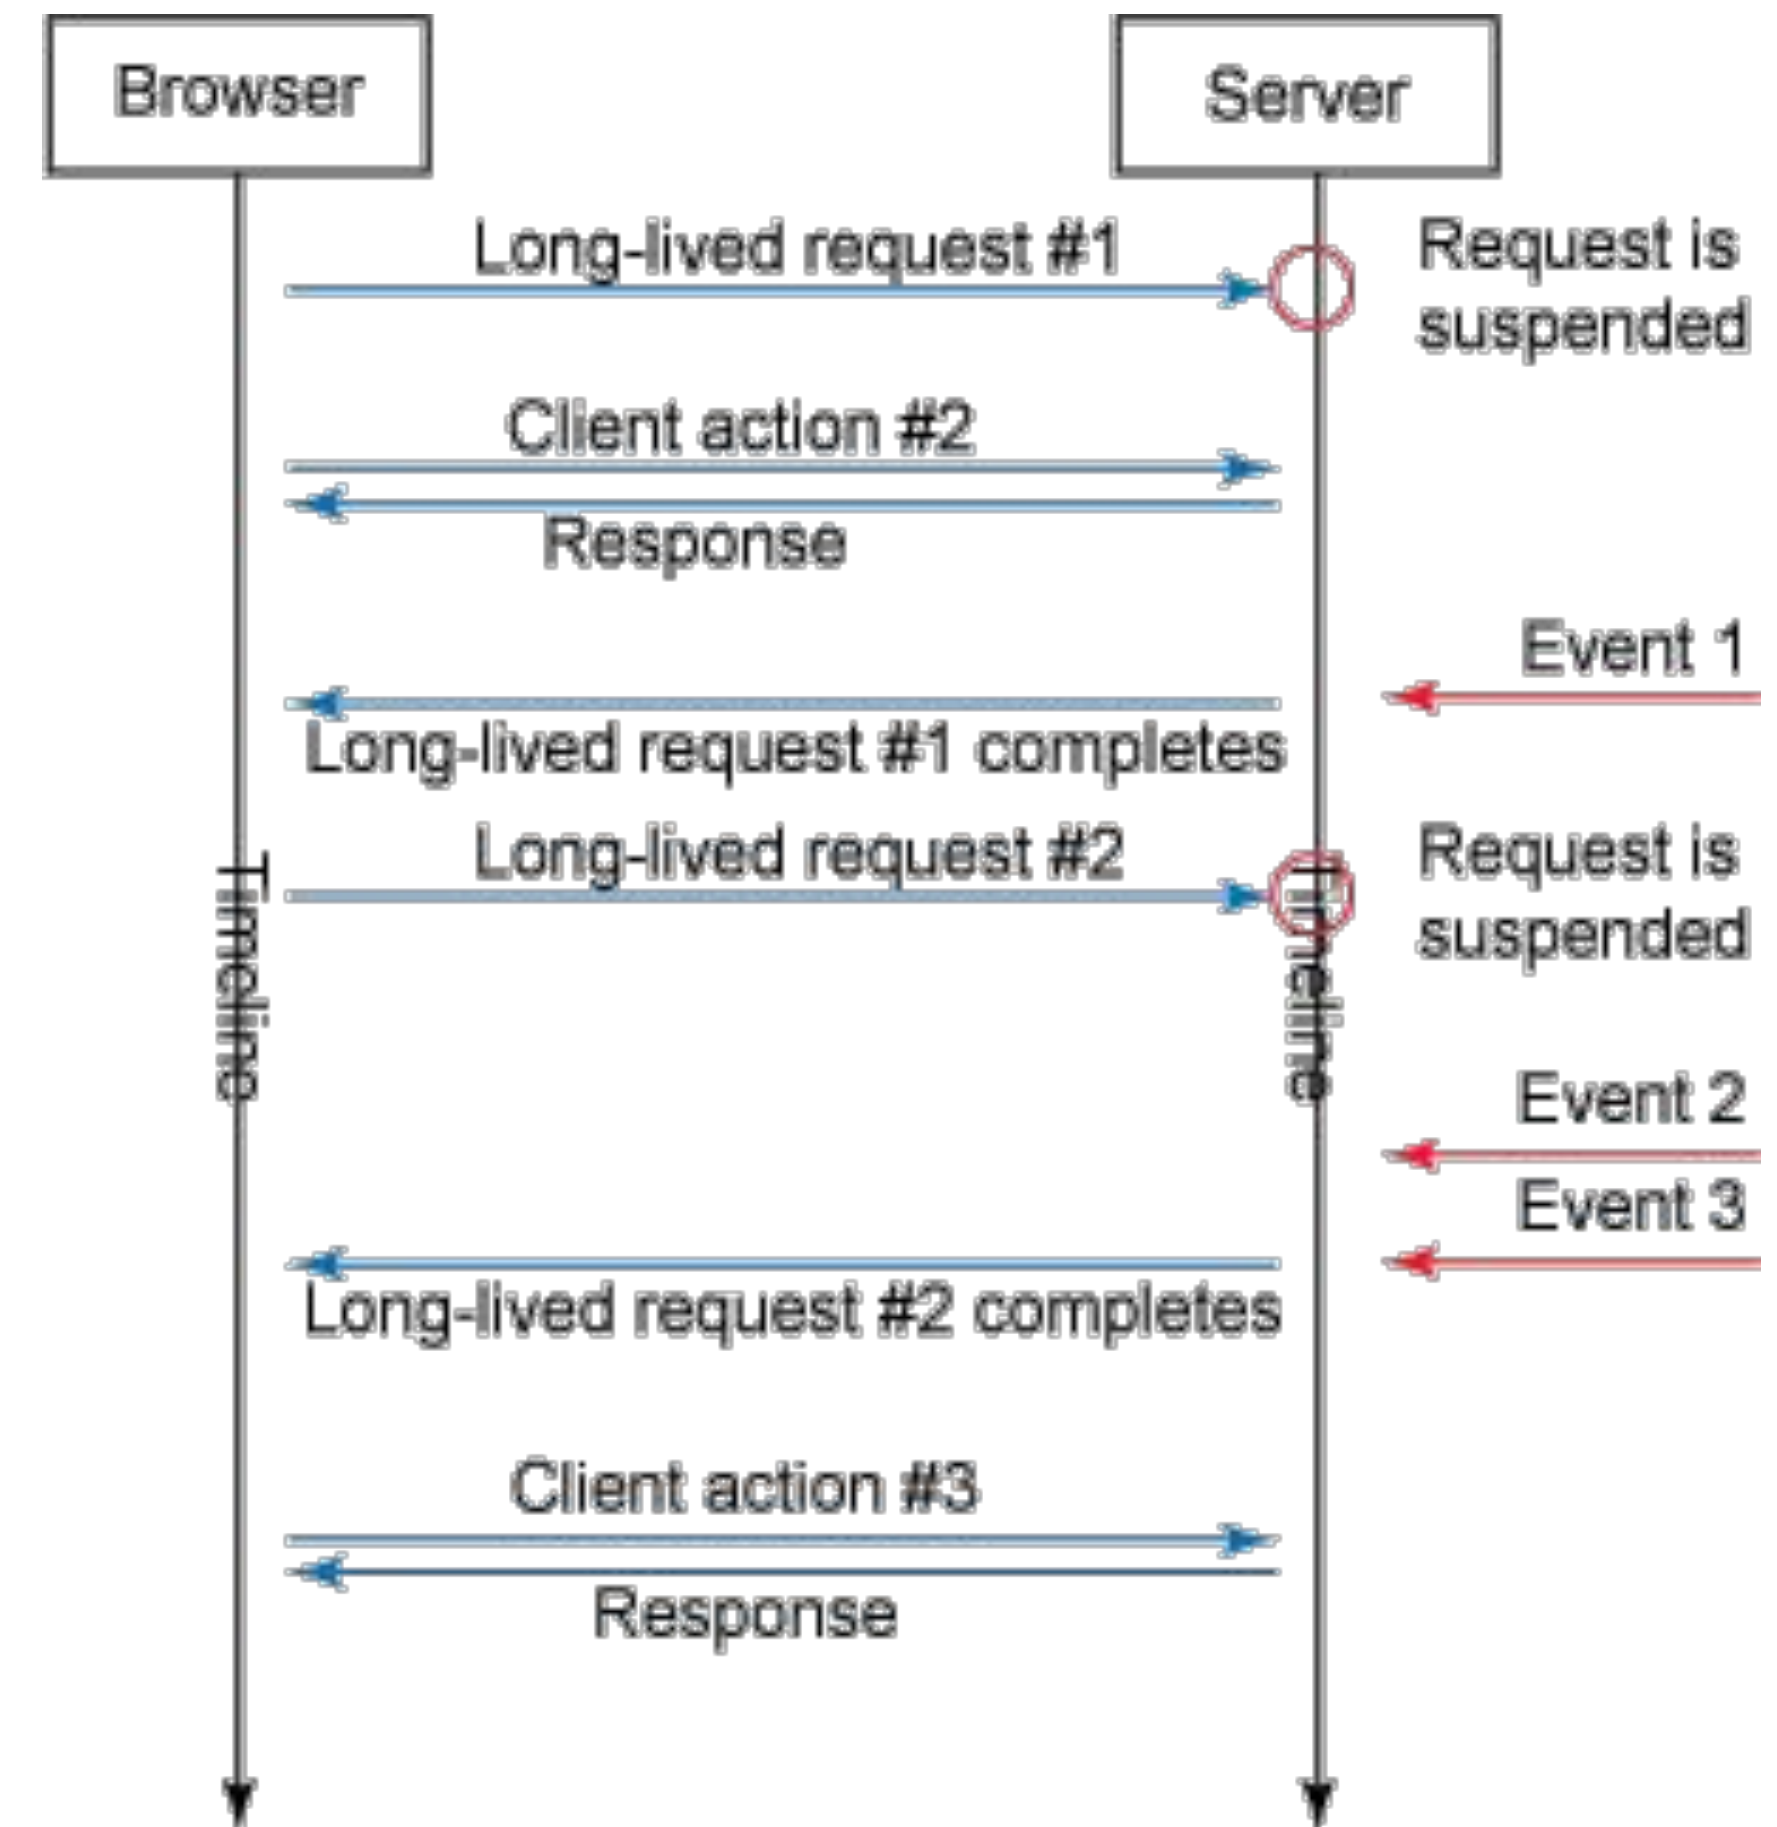 Browser
Server
Long-lived request #1
Request is
suspended
Client action #2
Response
Event 1
Long-lived request #1 completes
Long-lived request #2
Request is
suspended
Timeline
Timeline
Event 2
Event 3
Long-lived request #2 completes
Client action #3
Response